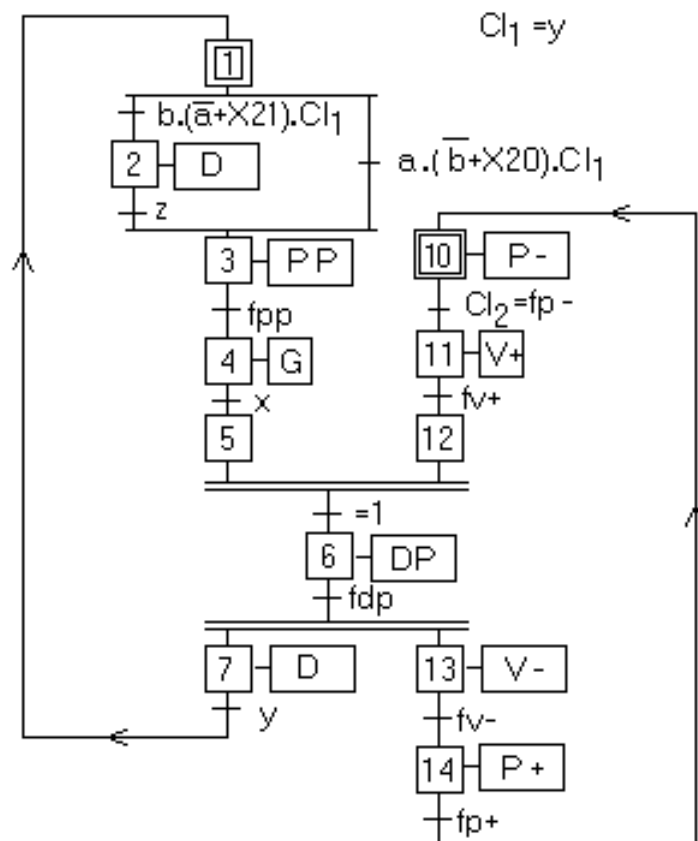 CI₁ =y
1
b.(a̅+X21).CI₁
2 D
a.(b̅+X20).CI₁
z
3 PP
10 P-
fpp
CI₂=fp-
4 G
11 V+
x
fv+
5
12
=1
6 DP
fdp
7 D
13 V-
y
fv-
14 P+
fp+